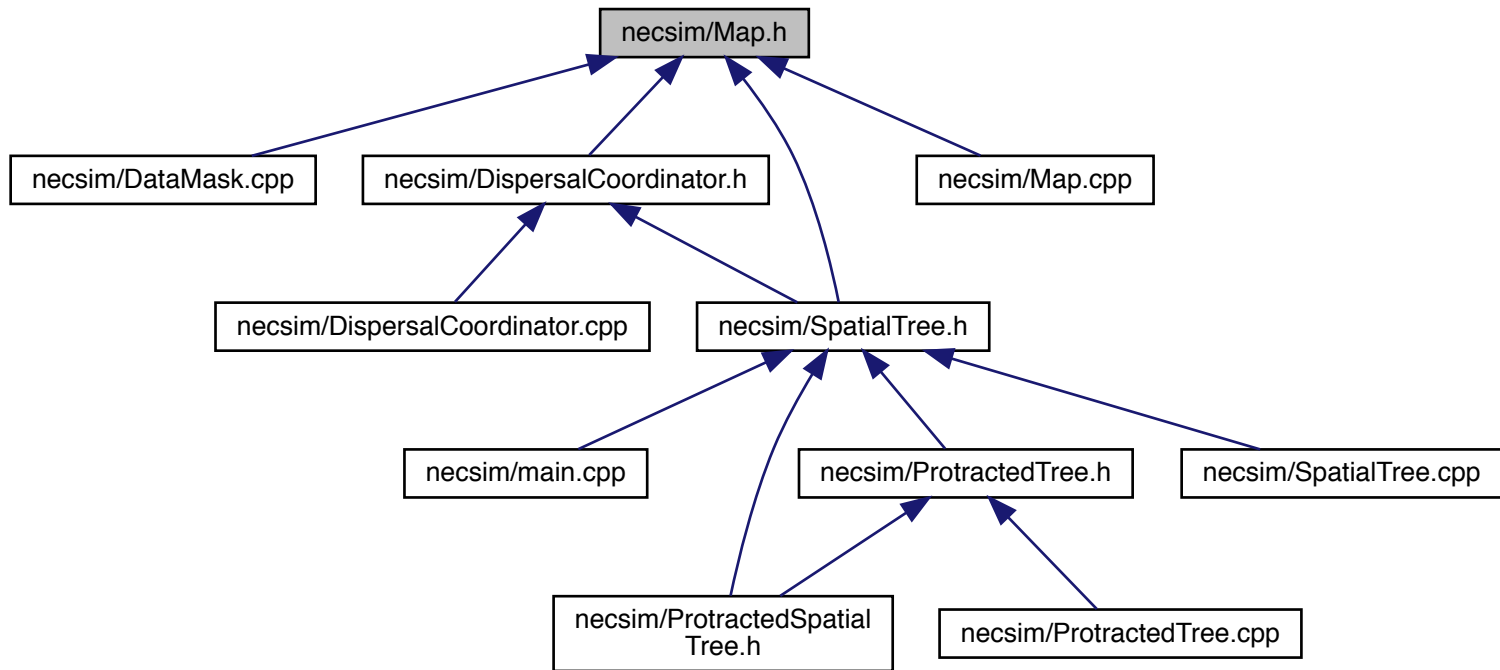 necsim/Map.h
necsim/DataMask.cpp
necsim/DispersalCoordinator.h
necsim/Map.cpp
necsim/DispersalCoordinator.cpp
necsim/SpatialTree.h
necsim/main.cpp
necsim/ProtractedTree.h
necsim/SpatialTree.cpp
necsim/ProtractedSpatial
Tree.h
necsim/ProtractedTree.cpp